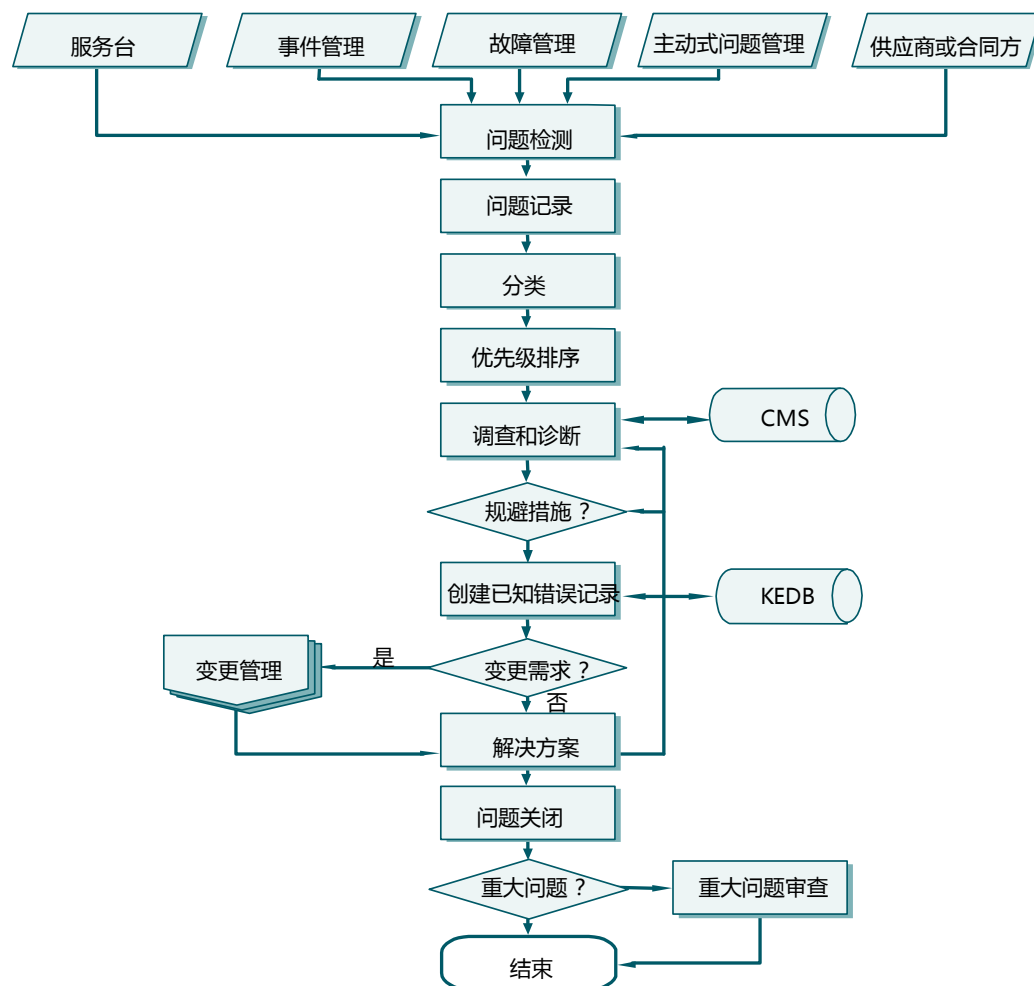 服务台
事件管理
故障管理
主动式问题管理
供应商或合同方
问题检测
问题记录
分类
优先级排序
调查和诊断
CMS
规避措施？
创建已知错误记录
KEDB
变更管理
是
变更需求？
否
解决方案
问题关闭
重大问题？
重大问题审查
结束